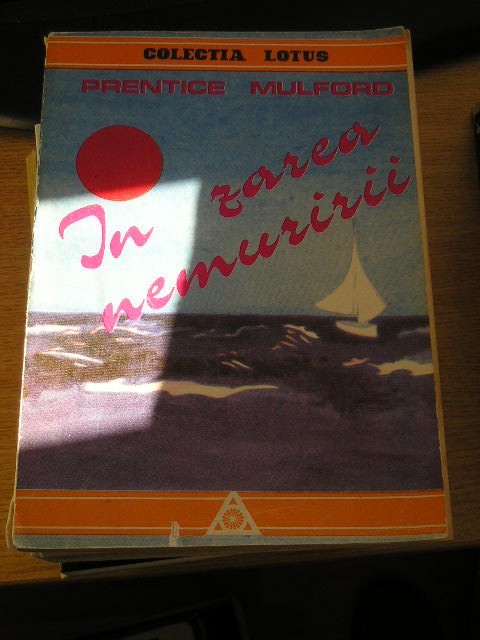 COLECTIA LOTUS
PRENTICE MULFORD
In zarea
nemuririi